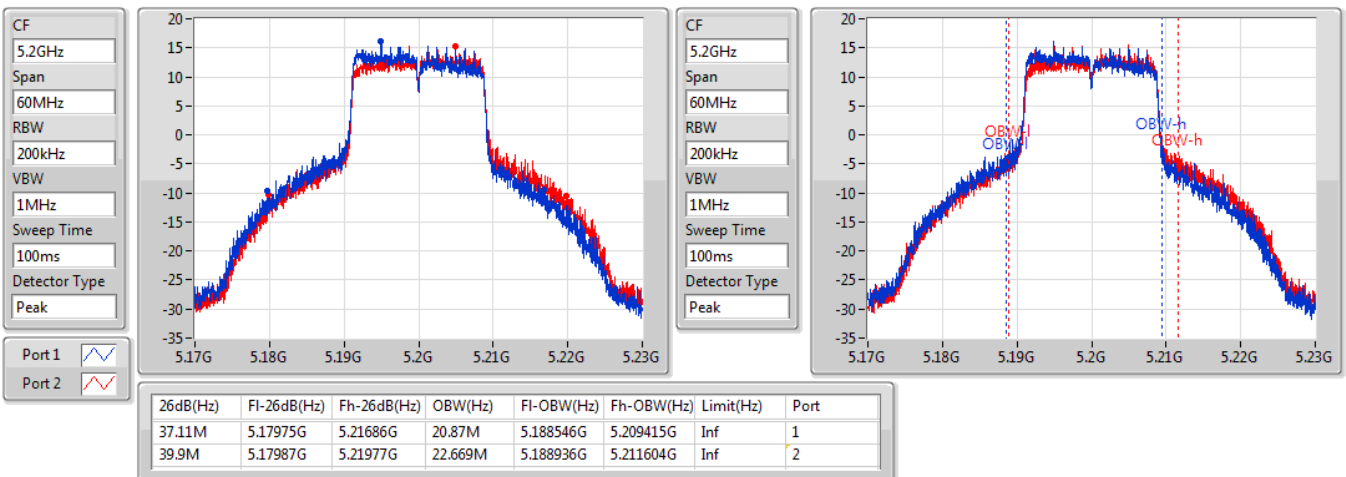 CF
5.2GHz
Span
60MHz
RBW
200kHz
VBW
1MHz
Sweep Time
100ms
Detector Type
Peak
Port 1
Port 2
20
15
10
5
0
-5
-10
-15
-20
-25
-30
-35
5.17G 5.18G 5.19G 5.2G 5.21G 5.22G 5.23G
CF
5.2GHz
Span
60MHz
RBW
200kHz
VBW
1MHz
Sweep Time
100ms
Detector Type
Peak
20
15
10
5
0
-5
-10
-15
-20
-25
-30
-35
OBW-l
OBW-l
OBW-h
OBW-h
5.17G 5.18G 5.19G 5.2G 5.21G 5.22G 5.23G
26dB(Hz) Fl-26dB(Hz) Fh-26dB(Hz) OBW(Hz) Fl-OBW(Hz) Fh-OBW(Hz) Limit(Hz) Port
37.11M 5.17975G 5.21686G 20.87M 5.188546G 5.209415G Inf 1
39.9M 5.17987G 5.21977G 22.669M 5.188936G 5.211604G Inf 2